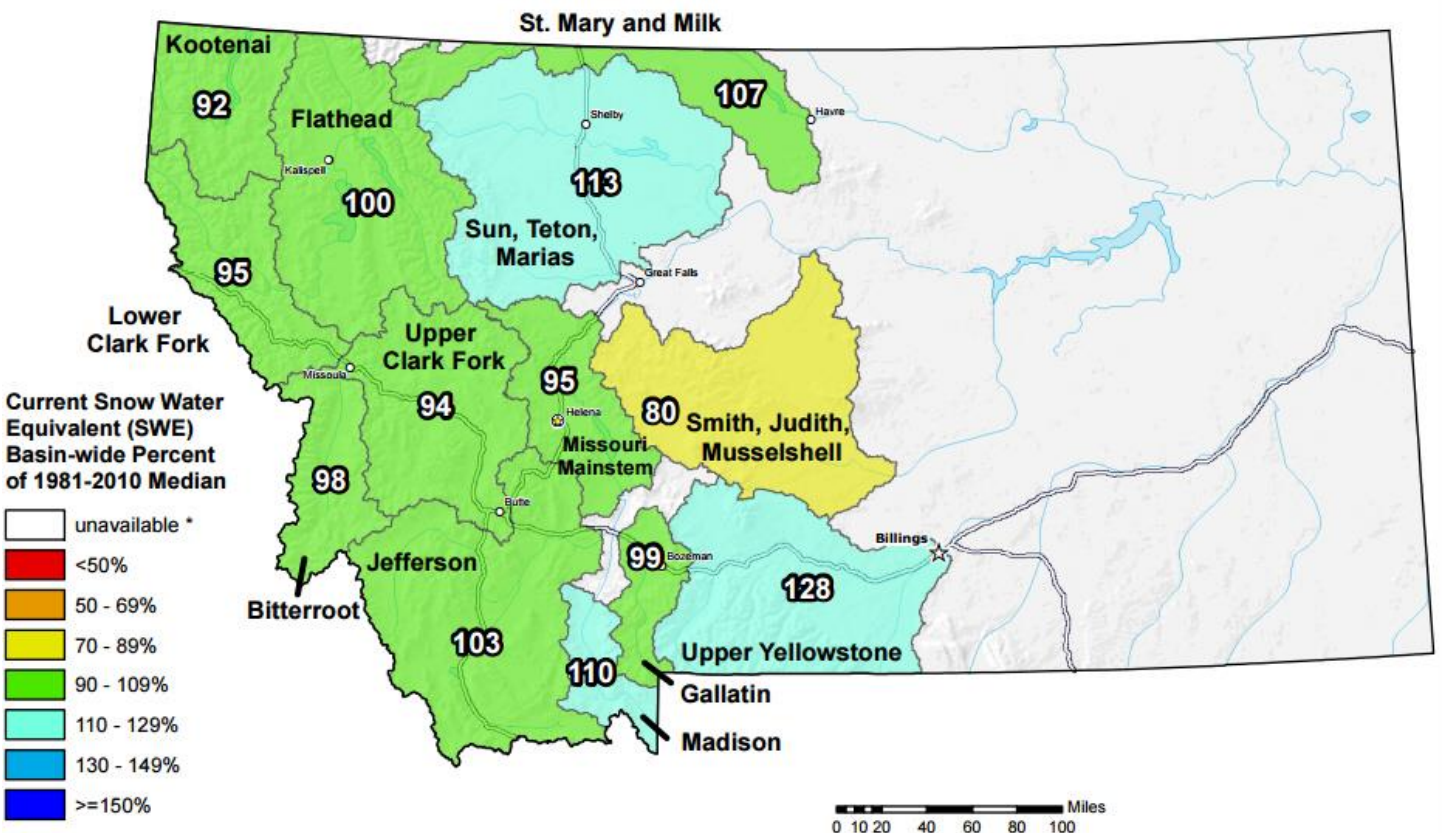 St. Mary and Milk
Kootenai
92
107
Havre
Flathead
Shelby
Kalispell
113
100
Sun, Teton,
Marias
95
Great Falls
Lower
Clark Fork
Upper
Clark Fork
Missoula
95
94
Helena
80
Smith, Judith,
Musselshell
Missouri
Mainstem
98
Butte
Billings
Jefferson
99
Bozeman
128
Bitterroot
103
110
Upper Yellowstone
Gallatin
Madison
Current Snow Water
Equivalent (SWE)
Basin-wide Percent
of 1981-2010 Median
unavailable *
<50%
50 - 69%
70 - 89%
90 - 109%
110 - 129%
130 - 149%
>=150%
Miles
0 10 20 40 60 80 100